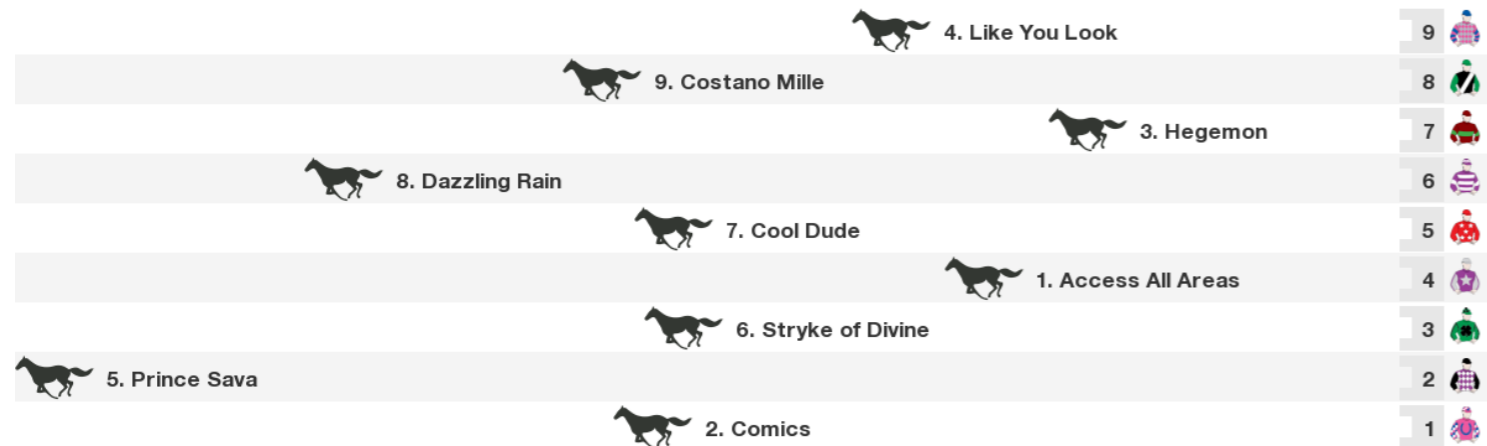 4. Like You Look 9
9. Costano Mille 8
3. Hegemon 7
8. Dazzling Rain 6
7. Cool Dude 5
1. Access All Areas 4
6. Stryke of Divine 3
5. Prince Sava 2
2. Comics 1